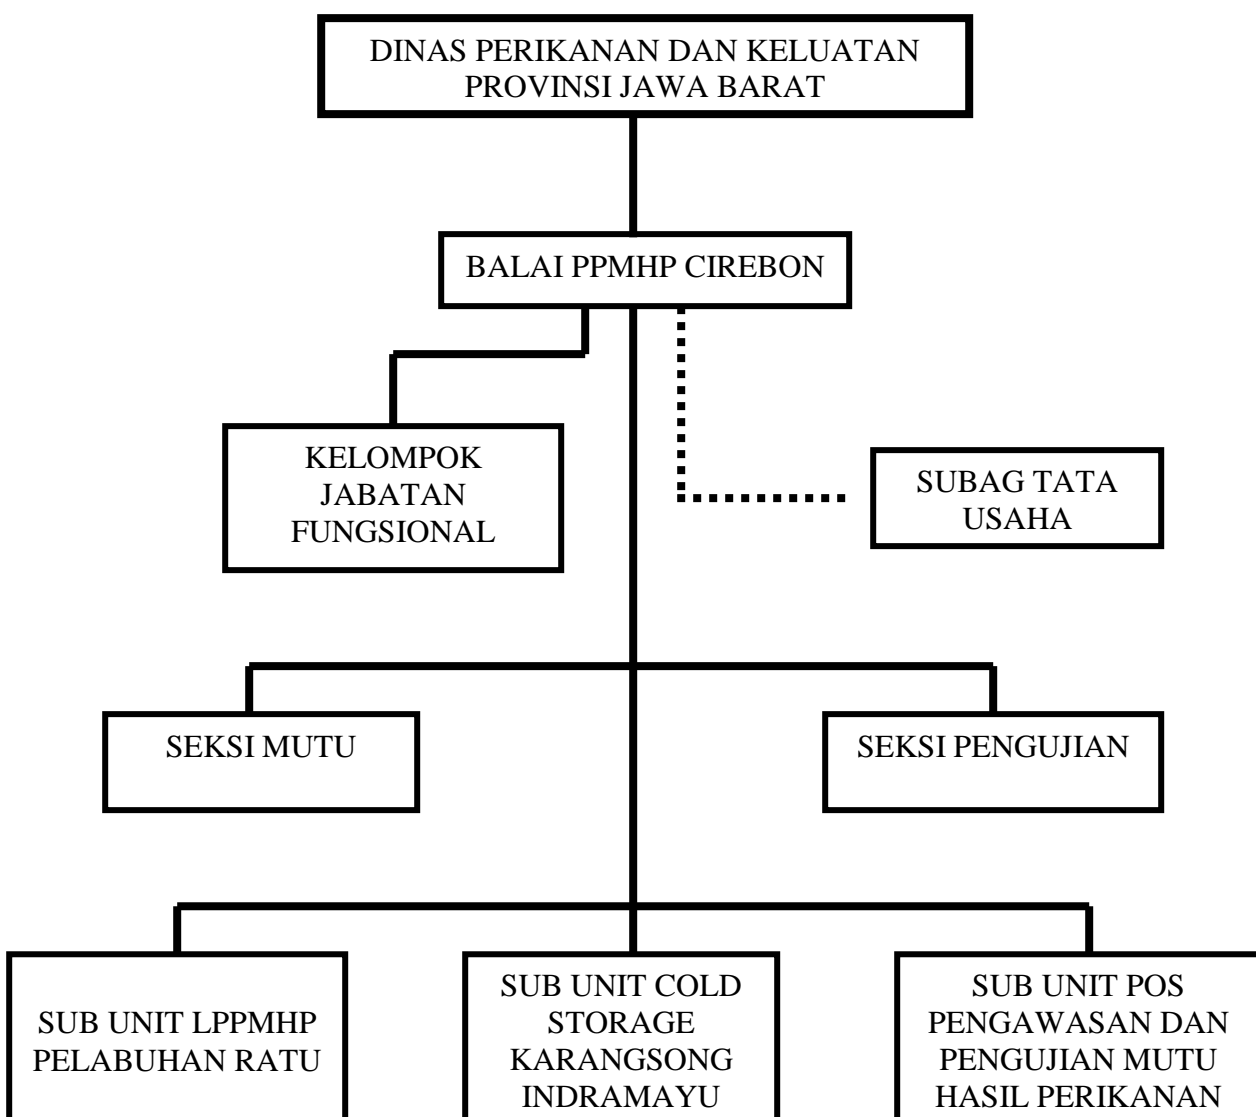 DINAS PERIKANAN DAN KELUATAN
PROVINSI JAWA BARAT
BALAI PPMHP CIREBON
KELOMPOK
JABATAN
FUNGSIONAL
SUBAG TATA
USAHA
SEKSI MUTU
SEKSI PENGUJIAN
SUB UNIT LPPMHP
PELABUHAN RATU
SUB UNIT COLD
STORAGE
KARANGSONG
INDRAMAYU
SUB UNIT POS
PENGAWASAN DAN
PENGUJIAN MUTU
HASIL PERIKANAN